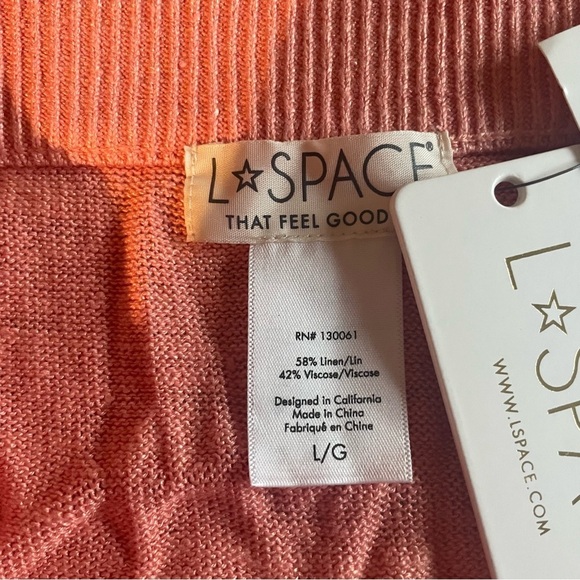 L☆SPACE®
THAT FEEL GOOD
RN# 130061
58% Linen/Lin
42% Viscose/Viscose
Designed in California
Made in China
Fabriqué en Chine
L/G
L☆SPA
WWW.LSPACE.COM